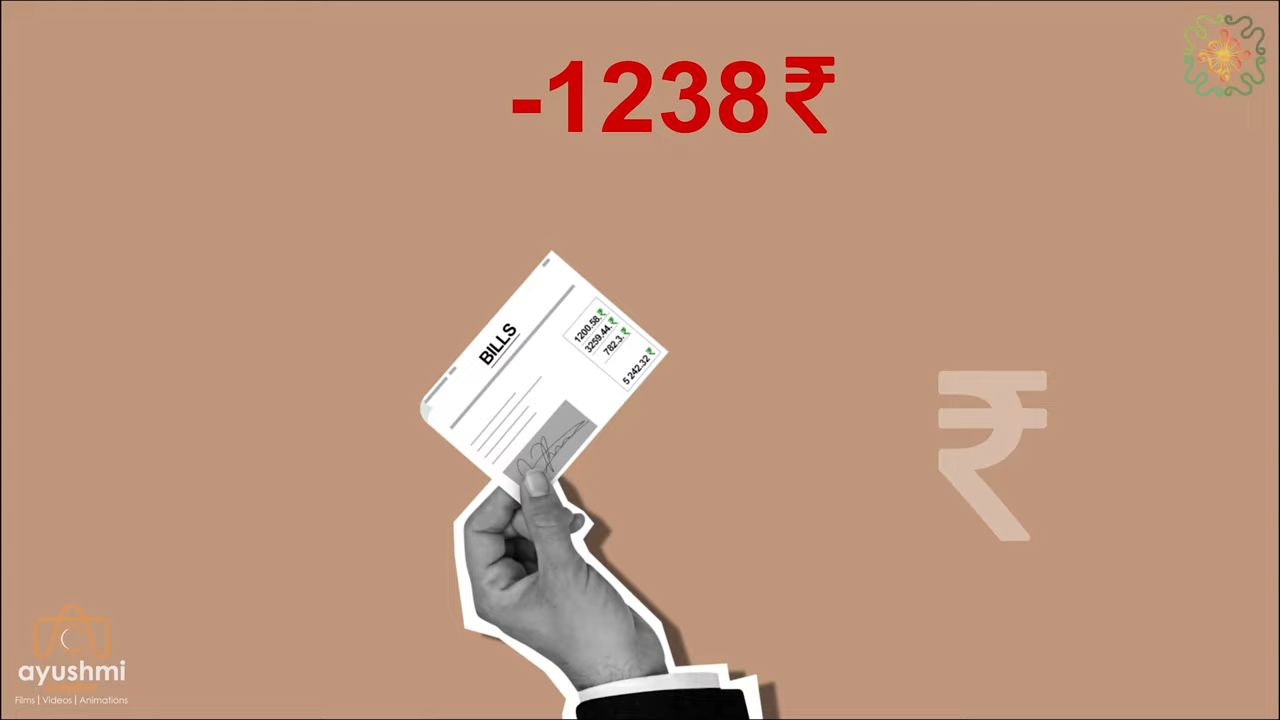 -1238₹
BILLS
1200.58₹
3259.44₹
782.3₹
5 242.32₹
₹
ayushmi
Films | Videos | Animations